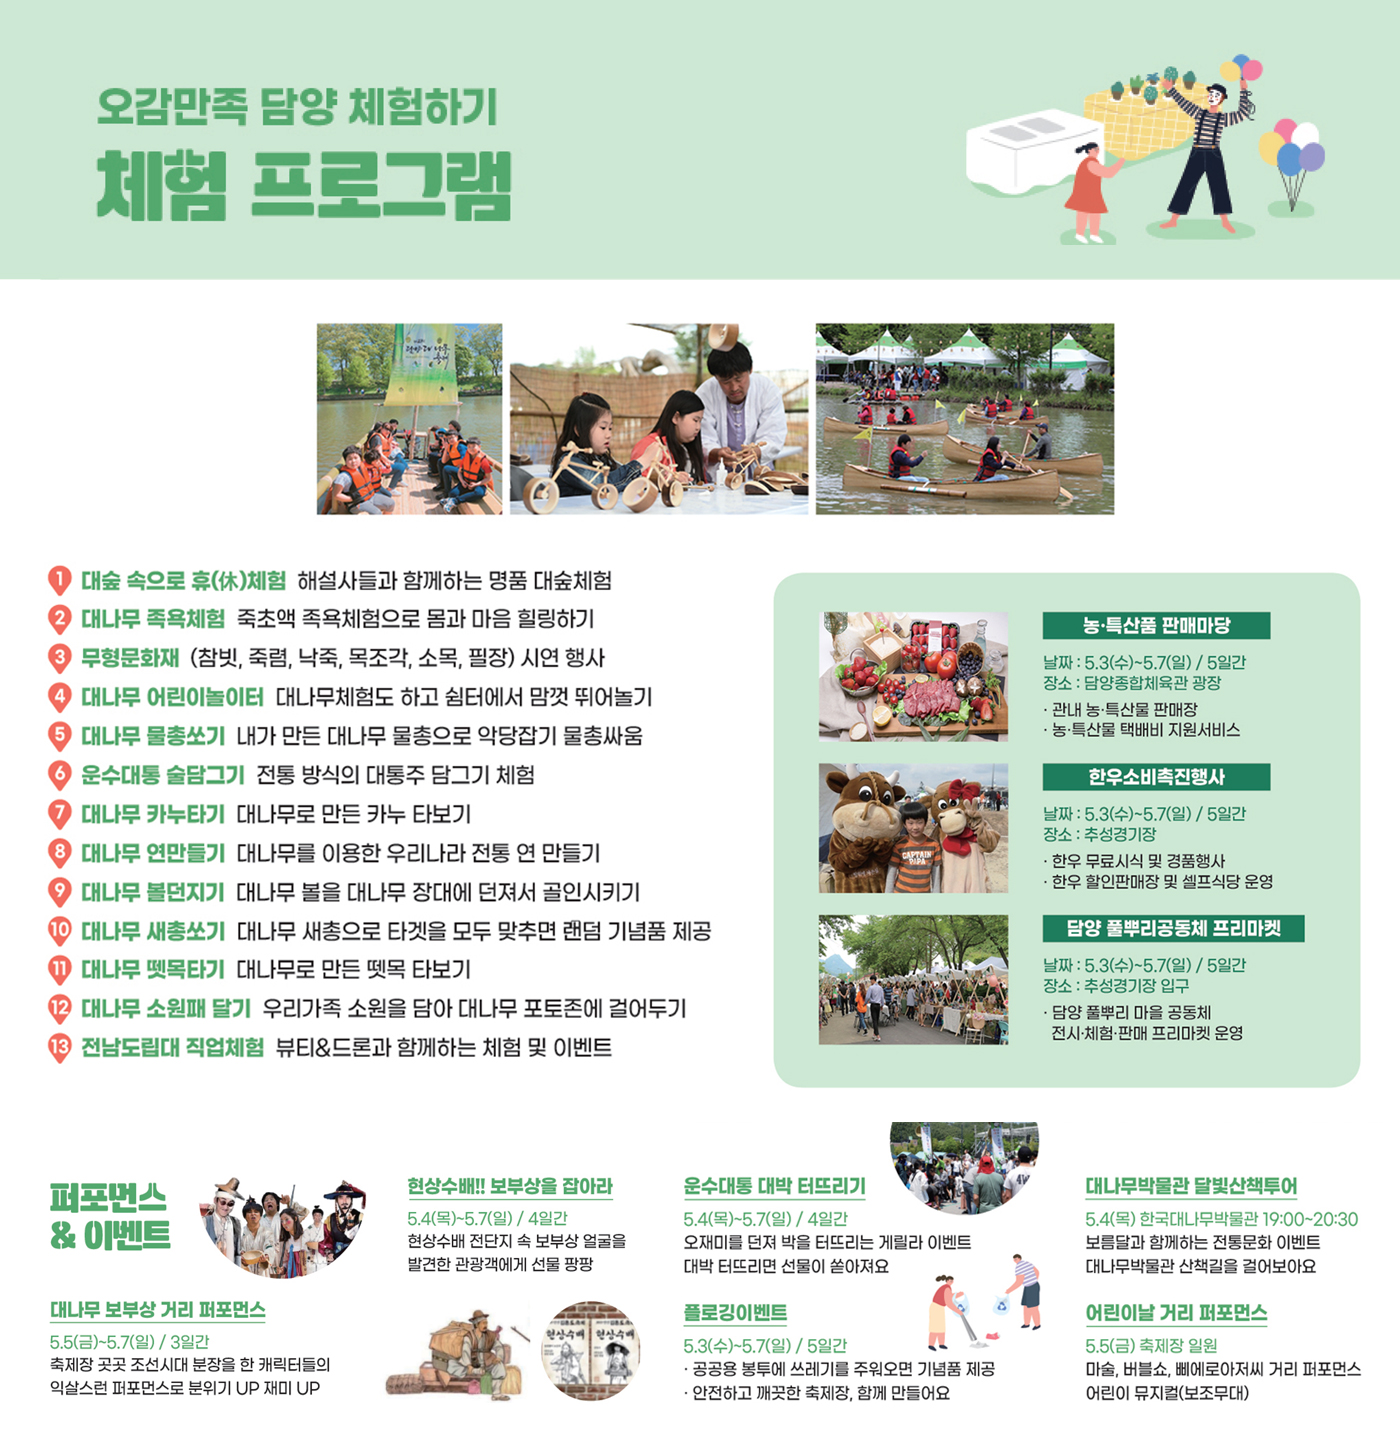 오감만족 담양 체험하기
체험 프로그램
1 대숲 속으로 휴(休)체험 해설사들과 함께하는 명품 대숲체험
2 대나무 족욕체험 죽초액 족욕체험으로 몸과 마음 힐링하기
3 무형문화재 (참빗, 죽렴, 낙죽, 목조각, 소목, 필장) 시연 행사
4 대나무 어린이놀이터 대나무체험도 하고 쉼터에서 맘껏 뛰어놀기
5 대나무 물총쏘기 내가 만든 대나무 물총으로 악당잡기 물총싸움
6 운수대통 술담그기 전통 방식의 대통주 담그기 체험
7 대나무 카누타기 대나무로 만든 카누 타보기
8 대나무 연만들기 대나무를 이용한 우리나라 전통 연 만들기
9 대나무 볼던지기 대나무 볼을 대나무 장대에 던져서 골인시키기
10 대나무 새총쏘기 대나무 새총으로 타겟을 모두 맞추면 랜덤 기념품 제공
11 대나무 뗏목타기 대나무로 만든 뗏목 타보기
12 대나무 소원패 달기 우리가족 소원을 담아 대나무 포토존에 걸어두기
13 전남도립대 직업체험 뷰티&드론과 함께하는 체험 및 이벤트
농·특산품 판매마당
날짜 : 5.3(수)~5.7(일) / 5일간
장소 : 담양종합체육관 광장
· 관내 농·특산물 판매장
· 농·특산물 택배비 지원서비스
한우소비촉진행사
날짜 : 5.3(수)~5.7(일) / 5일간
장소 : 추성경기장
· 한우 무료시식 및 경품행사
· 한우 할인판매장 및 셀프식당 운영
CAPTAIN
담양 풀뿌리공동체 프리마켓
날짜 : 5.3(수)~5.7(일) / 5일간
장소 : 추성경기장 입구
· 담양 풀뿌리 마을 공동체
전시·체험·판매 프리마켓 운영
퍼포먼스
& 이벤트
대나무 보부상 거리 퍼포먼스
5.5(금)~5.7(일) / 3일간
축제장 곳곳 조선시대 분장을 한 캐릭터들의
익살스런 퍼포먼스로 분위기 UP 재미 UP
현상수배!! 보부상을 잡아라
5.4(목)~5.7(일) / 4일간
현상수배 전단지 속 보부상 얼굴을
발견한 관광객에게 선물 팡팡
현상수배
현상수배
운수대통 대박 터뜨리기
5.4(목)~5.7(일) / 4일간
오재미를 던져 박을 터뜨리는 게릴라 이벤트
대박 터뜨리면 선물이 쏟아져요
플로깅이벤트
5.3(수)~5.7(일) / 5일간
· 공공용 봉투에 쓰레기를 주워오면 기념품 제공
· 안전하고 깨끗한 축제장, 함께 만들어요
대나무박물관 달빛산책투어
5.4(목) 한국대나무박물관 19:00~20:30
보름달과 함께하는 전통문화 이벤트
대나무박물관 산책길을 걸어보아요
어린이날 거리 퍼포먼스
5.5(금) 축제장 일원
마술, 버블쇼, 삐에로아저씨 거리 퍼포먼스
어린이 뮤지컬(보조무대)